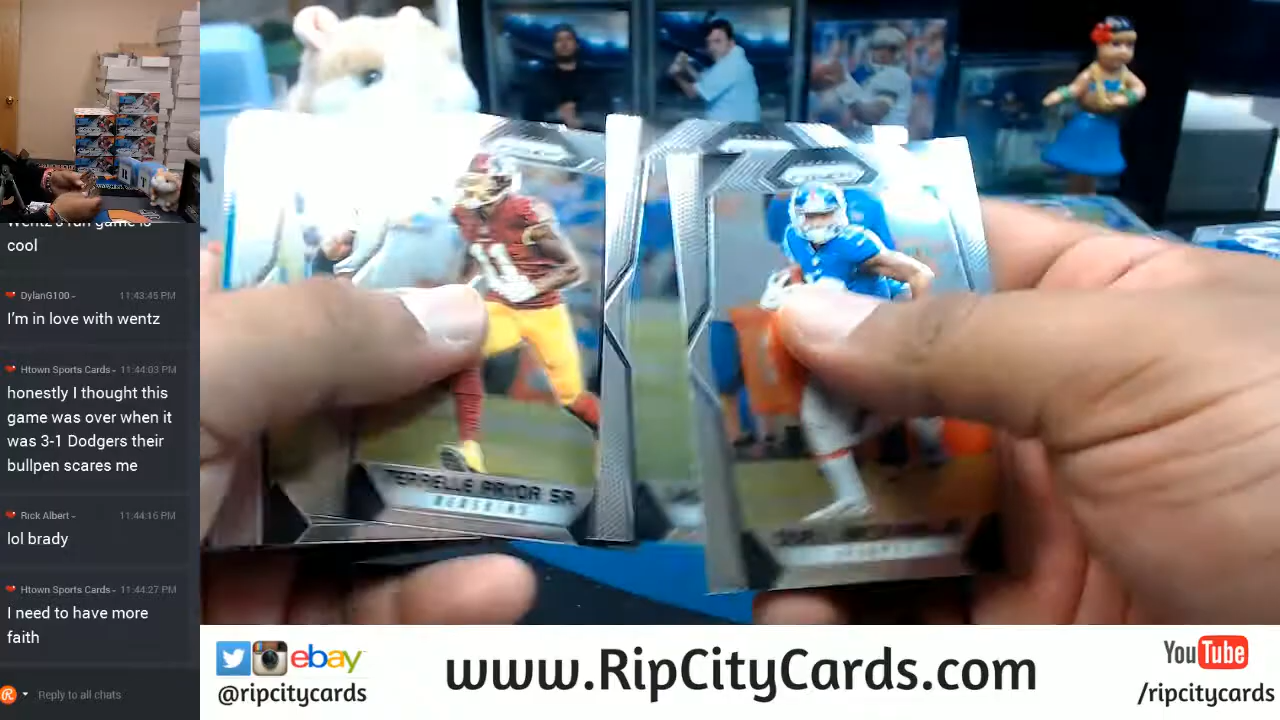 cool
DylanG100 - 11:43:45 PM
I'm in love with wentz
Htown Sports Cards - 11:44:03 PM
honestly I thought this
game was over when it
was 3-1 Dodgers their
bullpen scares me
Rick Albert - 11:44:16 PM
lol brady
Htown Sports Cards - 11:44:27 PM
I need to have more
faith
Reply to all chats
PRIZM
TERRELLE PRYOR SR.
REDSKINS
ebay
@ripcitycards
www.RipCityCards.com
YouTube
/ripcitycards